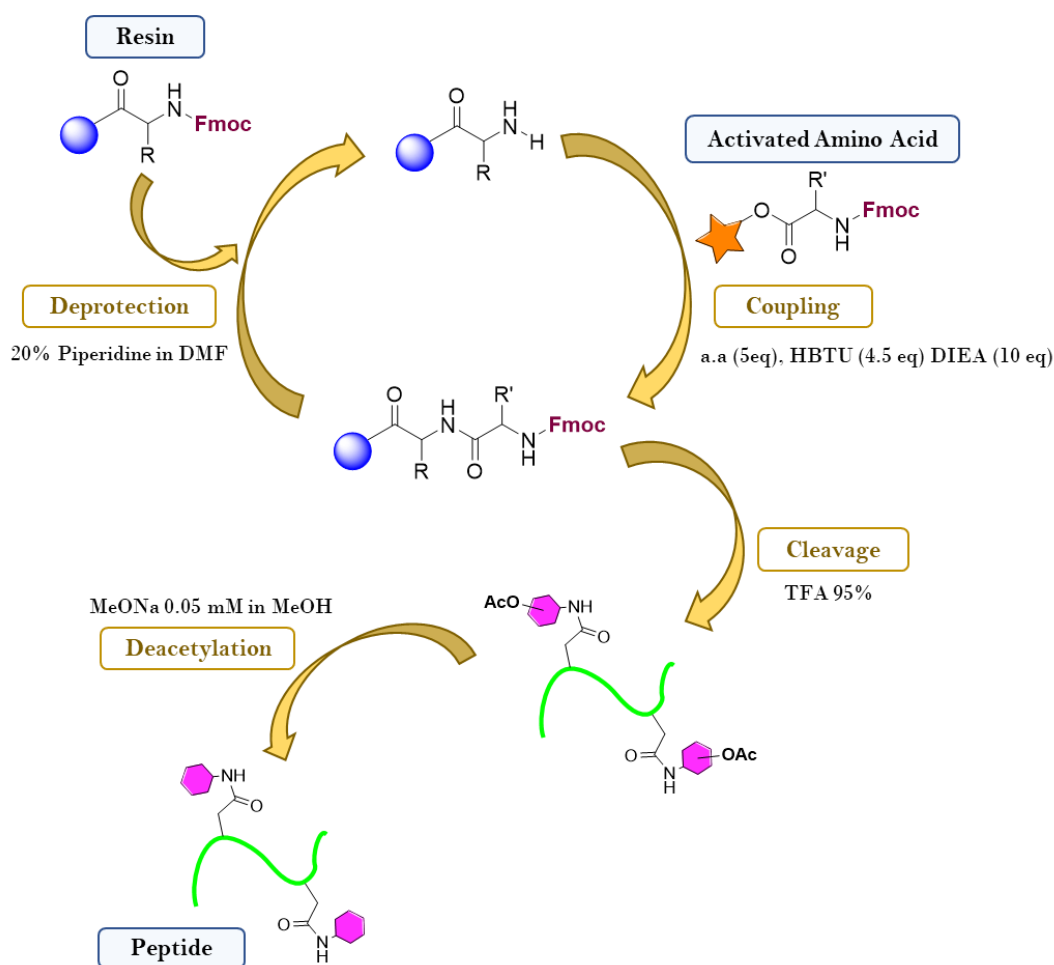 Resin
O
H
N
Fmoc
R
O
H
N
H
R
Activated Amino Acid
R'
O
N
H
Fmoc
O
Deprotection
20% Piperidine in DMF
Coupling
a.a (5eq), HBTU (4.5 eq) DIEA (10 eq)
O
H
N
R'
N
H
Fmoc
R
O
Cleavage
TFA 95%
MeONa 0.05 mM in MeOH
Deacetylation
AcO
NH
O
O
N
H
OAc
NH
O
O
N
H
Peptide